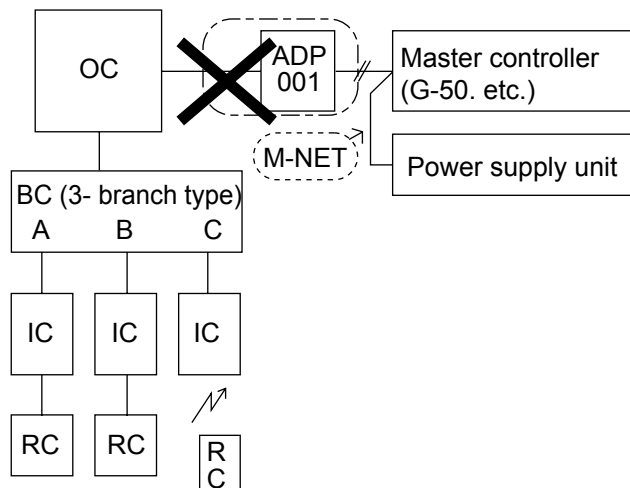 OC
ADP
001
Master controller
(G-50. etc.)
M-NET
Power supply unit
BC (3- branch type)
A B C
IC IC IC
RC RC R
C